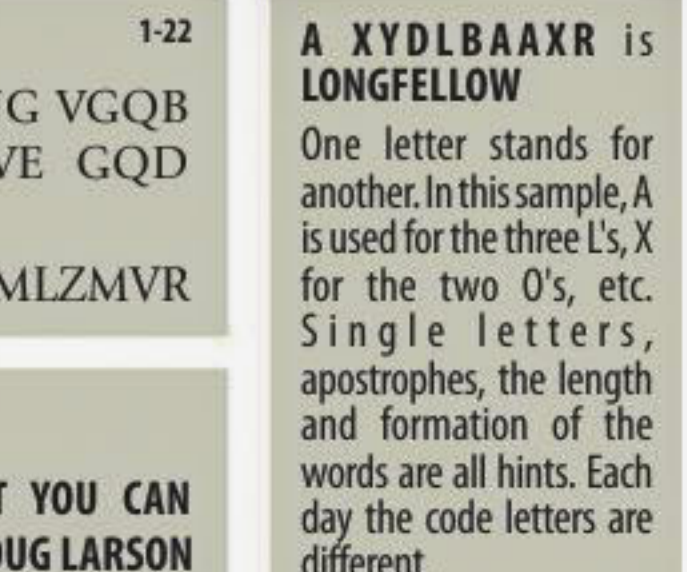 1-22
G VGQB
VE GQD
MLZMVR
YOU CAN
LARSON
A XYDLBAAXR is
LONGFELLOW
One letter stands for
another. In this sample, A
is used for the three L's, X
for the two O's, etc.
Single letters,
apostrophes, the length
and formation of the
words are all hints. Each
day the code letters are
different